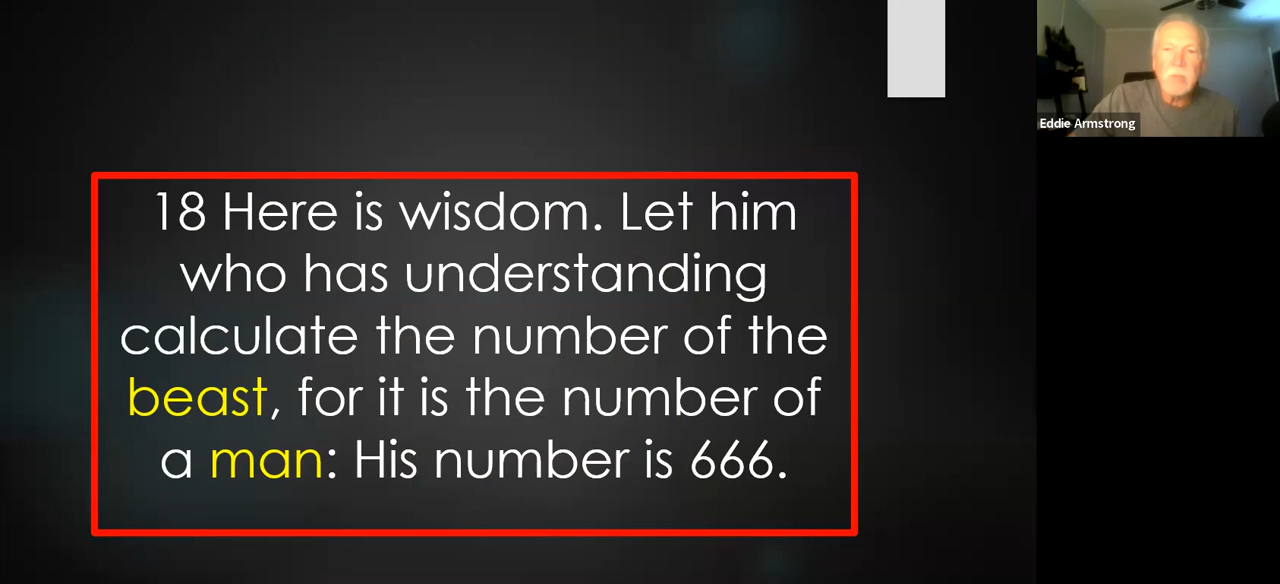 18 Here is wisdom. Let him
who has understanding
calculate the number of the
beast, for it is the number of
a man: His number is 666.
Eddie Armstrong